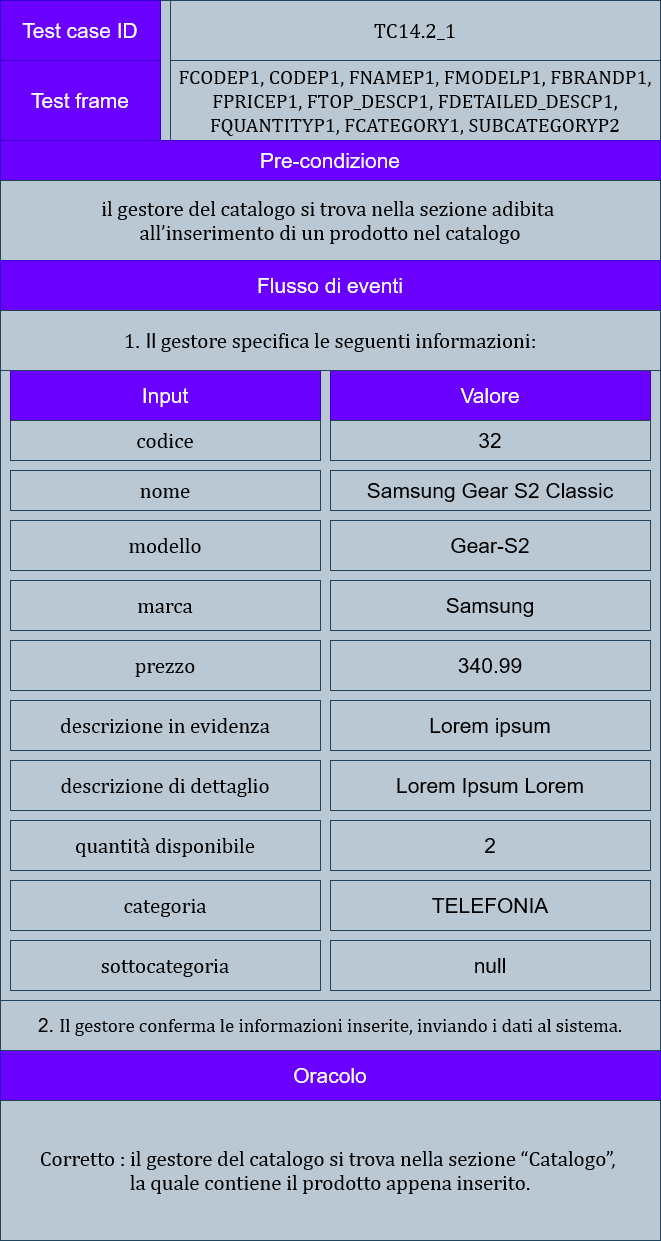 Test case ID
TC14.2_1
Test frame
FCODEP1, CODEP1, FNAMEP1, FMODELP1, FBRANDP1,
FPRICEP1, FTOP_DESCP1, FDETAILED_DESCP1,
FQUANTITYP1, FCATEGORY1, SUBCATEGORYP2
Pre-condizione
il gestore del catalogo si trova nella sezione adibita
all’inserimento di un prodotto nel catalogo
Flusso di eventi
1. Il gestore specifica le seguenti informazioni:
Input Valore
codice 32
nome Samsung Gear S2 Classic
modello Gear-S2
marca Samsung
prezzo 340.99
descrizione in evidenza Lorem ipsum
descrizione di dettaglio Lorem Ipsum Lorem
quantità disponibile 2
categoria TELEFONIA
sottocategoria null
2. Il gestore conferma le informazioni inserite, inviando i dati al sistema.
Oracolo
Corretto : il gestore del catalogo si trova nella sezione “Catalogo”,
la quale contiene il prodotto appena inserito.